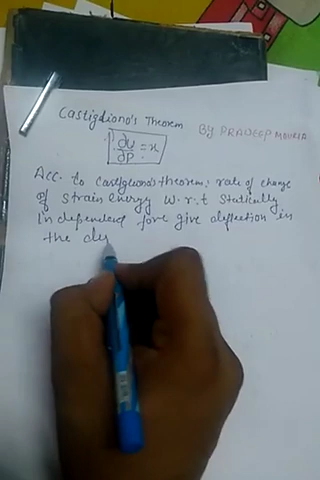 Castigliano's Theorem
BY PRADEEP MOURIA
∂u/∂P = x
Acc. to Castigliano's theorem: rate of change
of strain energy w.r.t statically
independent force give deflection in
the die